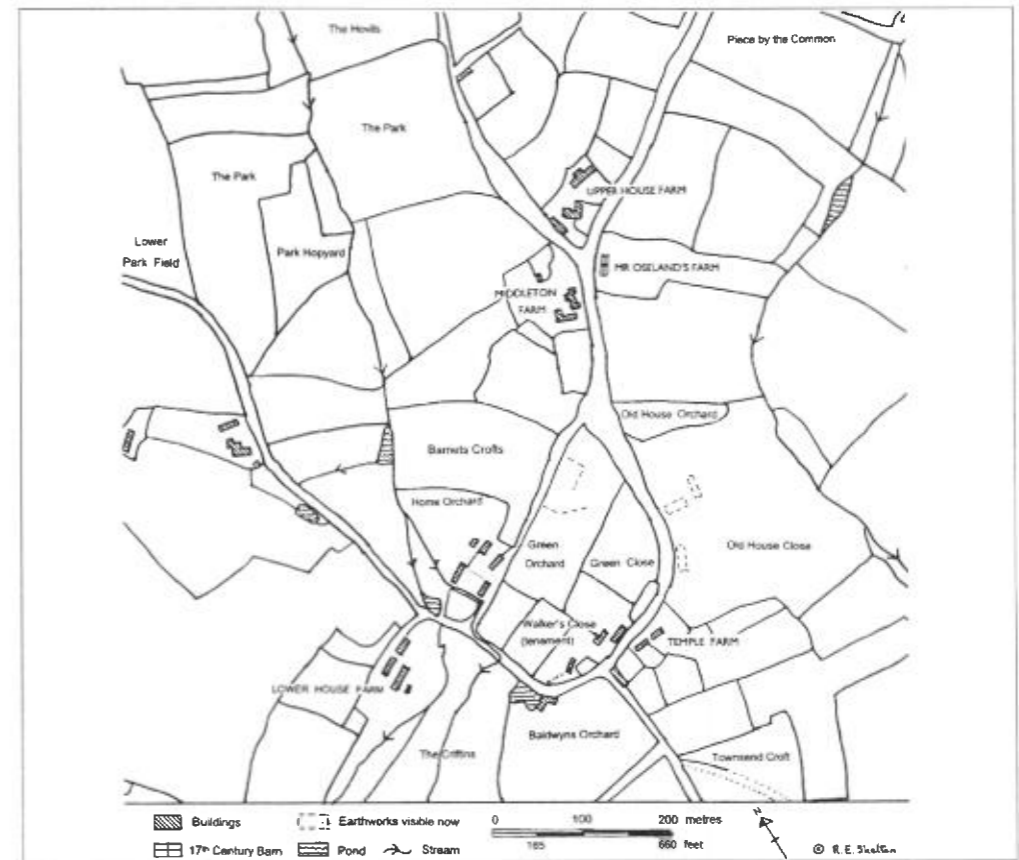 The Hovils
Piece by the Common
The Park
The Park
UPPER HOUSE FARM
Lower
Park Field
Park Hopyard
MR OSELAND'S FARM
MIDDLETON
FARM
Old House Orchard
Barnets Crofts
Home Orchard
Green
Orchard
Green Close
Old House Close
Walker's Close
(tenament)
TEMPLE FARM
LOWER HOUSE FARM
The Criftins
Baldwyns Orchard
Townsend Croft
Buildings
Earthworks visible now
0 100 200 metres
165 660 feet
N
17th Century Barn
Pond
Stream
© R.E. Skelton